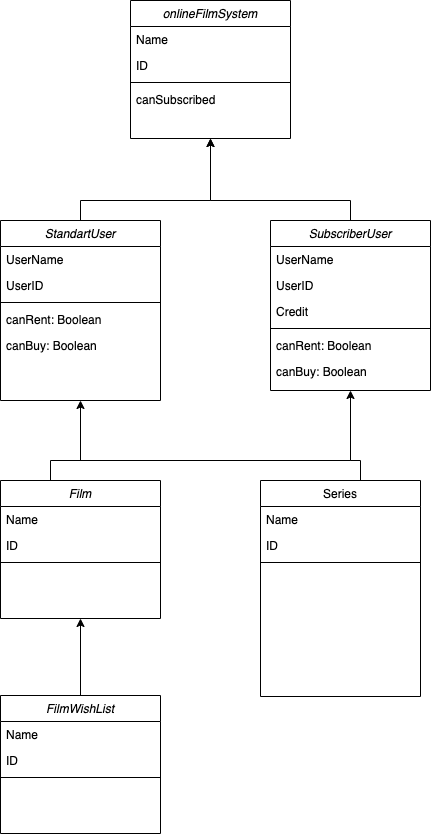 onlineFilmSystem
Name
ID
canSubscribed
StandartUser
UserName
UserID
canRent: Boolean
canBuy: Boolean
SubscriberUser
UserName
UserID
Credit
canRent: Boolean
canBuy: Boolean
Film
Name
ID
Series
Name
ID
FilmWishList
Name
ID